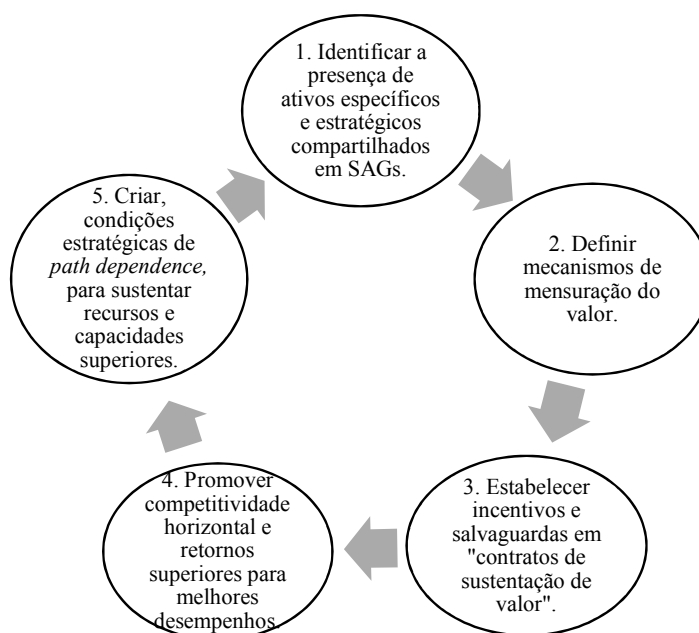 1. Identificar a
presença de
ativos específicos
e estratégicos
compartilhados
em SAGs.
2. Definir
mecanismos de
mensuração do
valor.
3. Estabelecer
incentivos e
salvaguardas em
"contratos de
sustentação de
valor".
4. Promover
competitividade
horizontal e
retornos
superiores para
melhores
desempenhos.
5. Criar,
condições
estratégicas de
path dependence,
para sustentar
recursos e
capacidades
superiores.